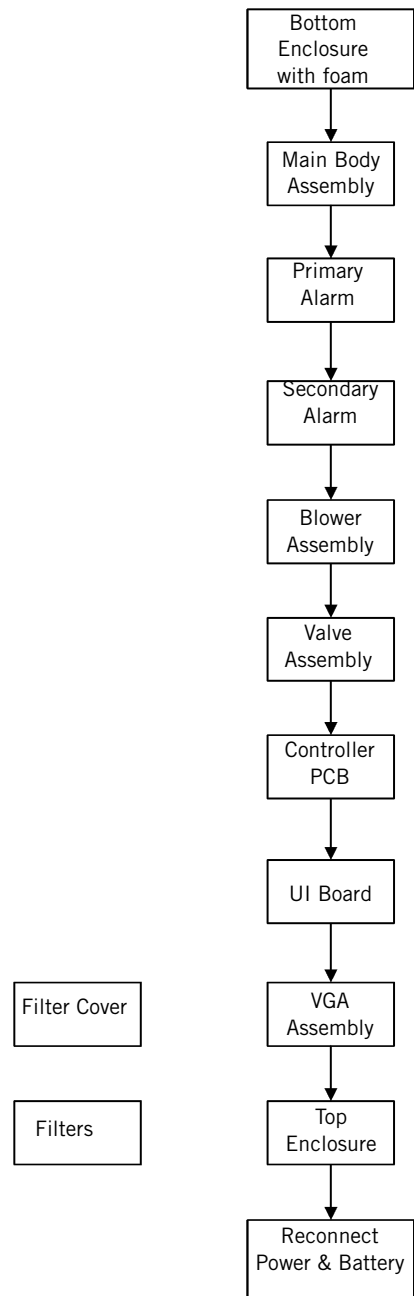 Bottom
Enclosure
with foam
Main Body
Assembly
Primary
Alarm
Secondary
Alarm
Blower
Assembly
Valve
Assembly
Controller
PCB
UI Board
Filter Cover
VGA
Assembly
Filters
Top
Enclosure
Reconnect
Power & Battery